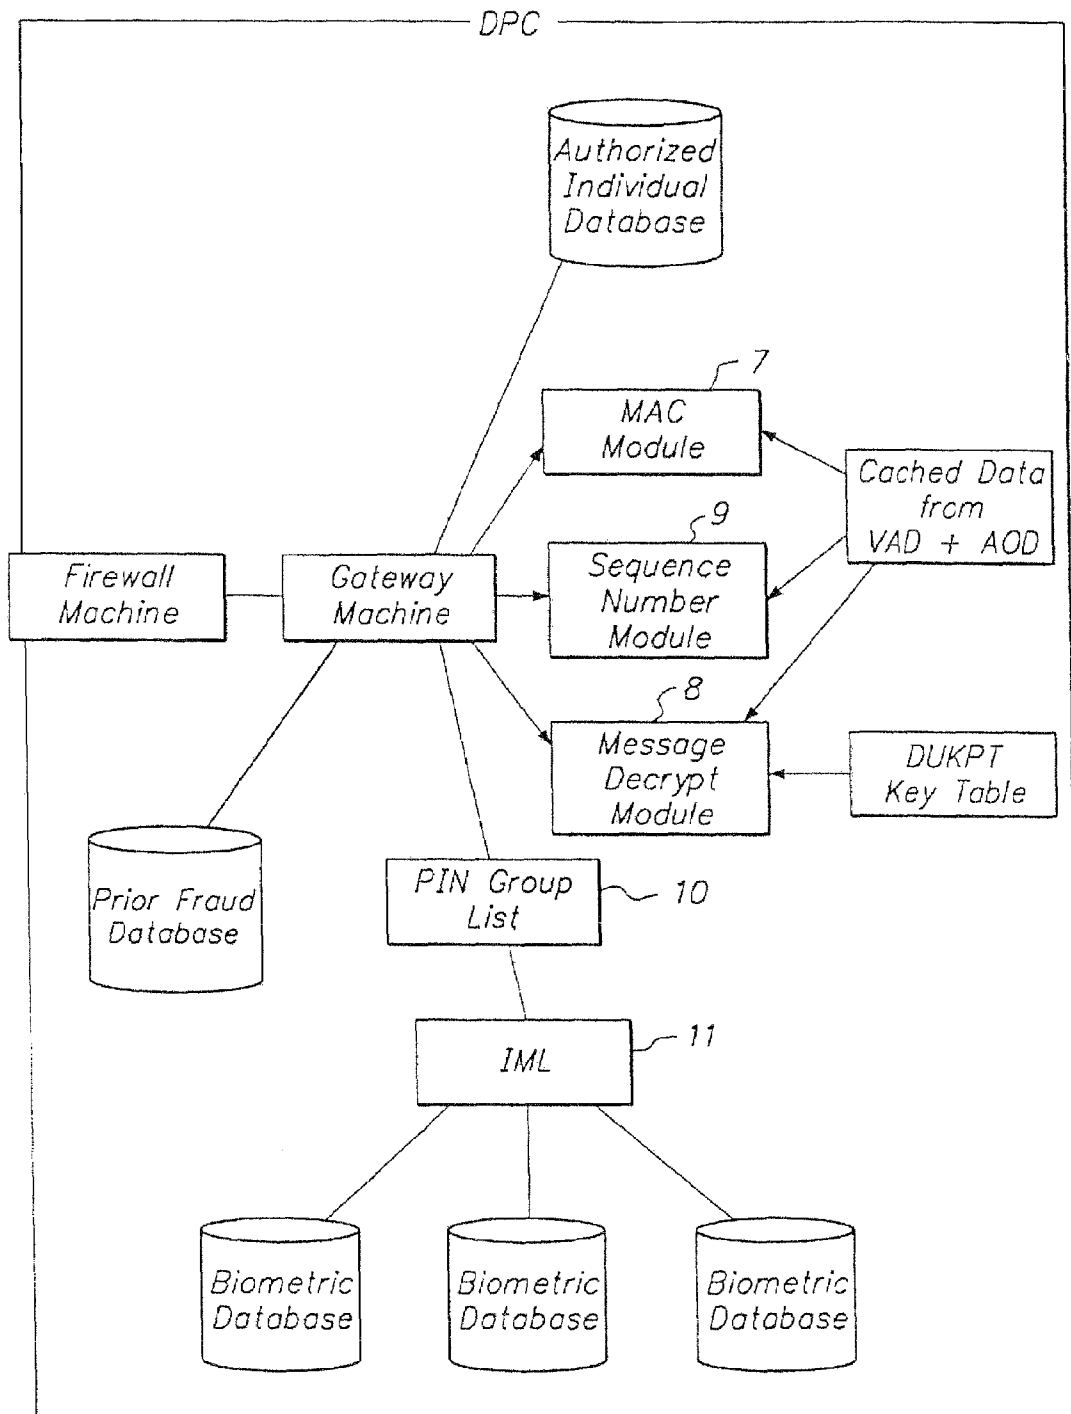 DPC
Authorized
Individual
Database
7
MAC
Module
Cached Data
from
VAD + AOD
9
Sequence
Number
Module
Firewall
Machine
Gateway
Machine
8
Message
Decrypt
Module
DUKPT
Key Table
Prior Fraud
Database
PIN Group
List
10
IML
11
Biometric
Database
Biometric
Database
Biometric
Database